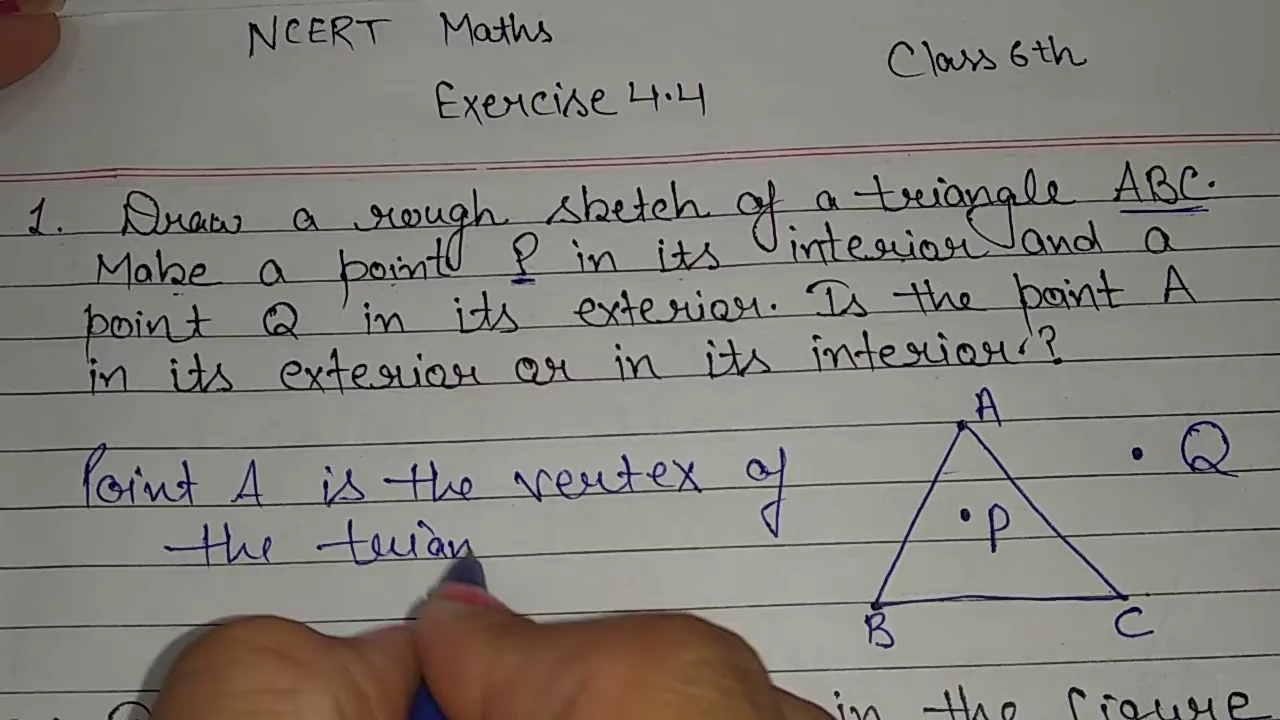 NCERT Maths
Class 6th
Exercise 4.4
1. Draw a rough sketch of a triangle ABC.
Make a point P in its interior and a
point Q in its exterior. Is the point A
in its exterior or in its interior?
A
Q
Point A is the vertex of
P
the trian
B
C
in the figure